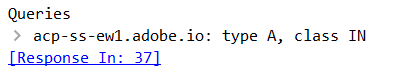 Queries
> acp-ss-ew1.adobe.io: type A, class IN
[Response In: 37]